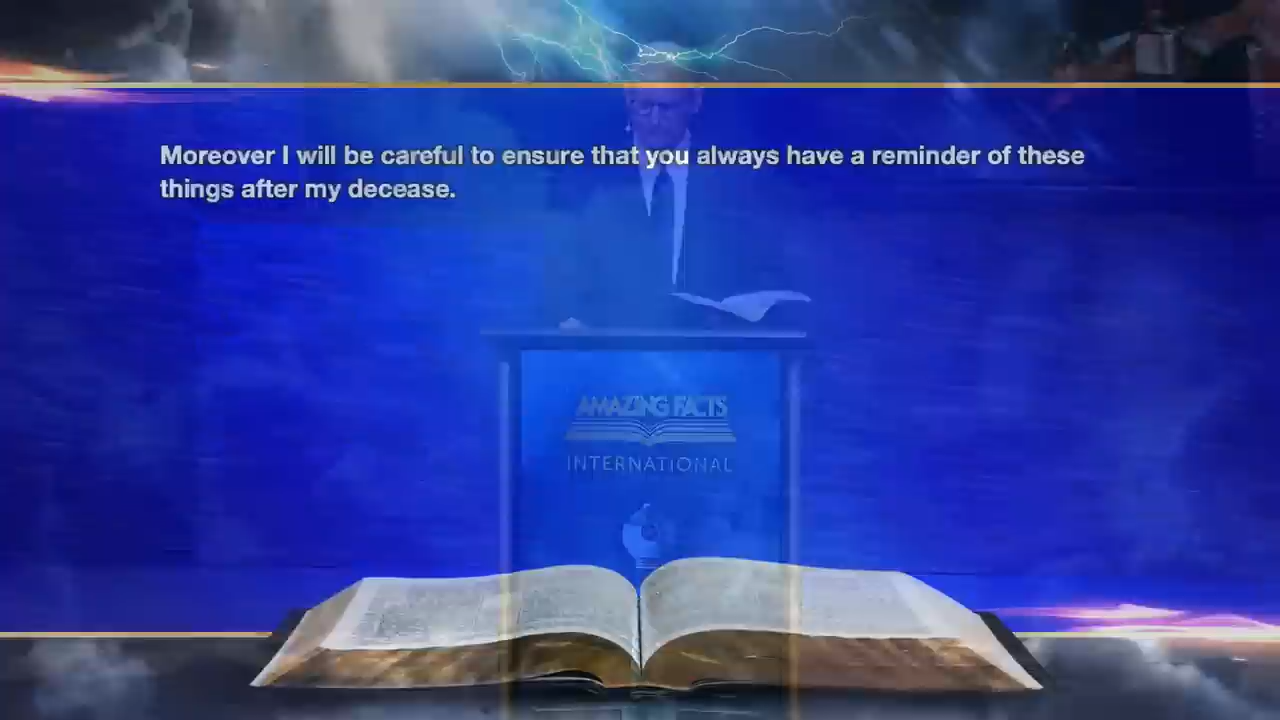 Moreover I will be careful to ensure that you always have a reminder of these
things after my decease.
AMAZING FACTS
INTERNATIONAL